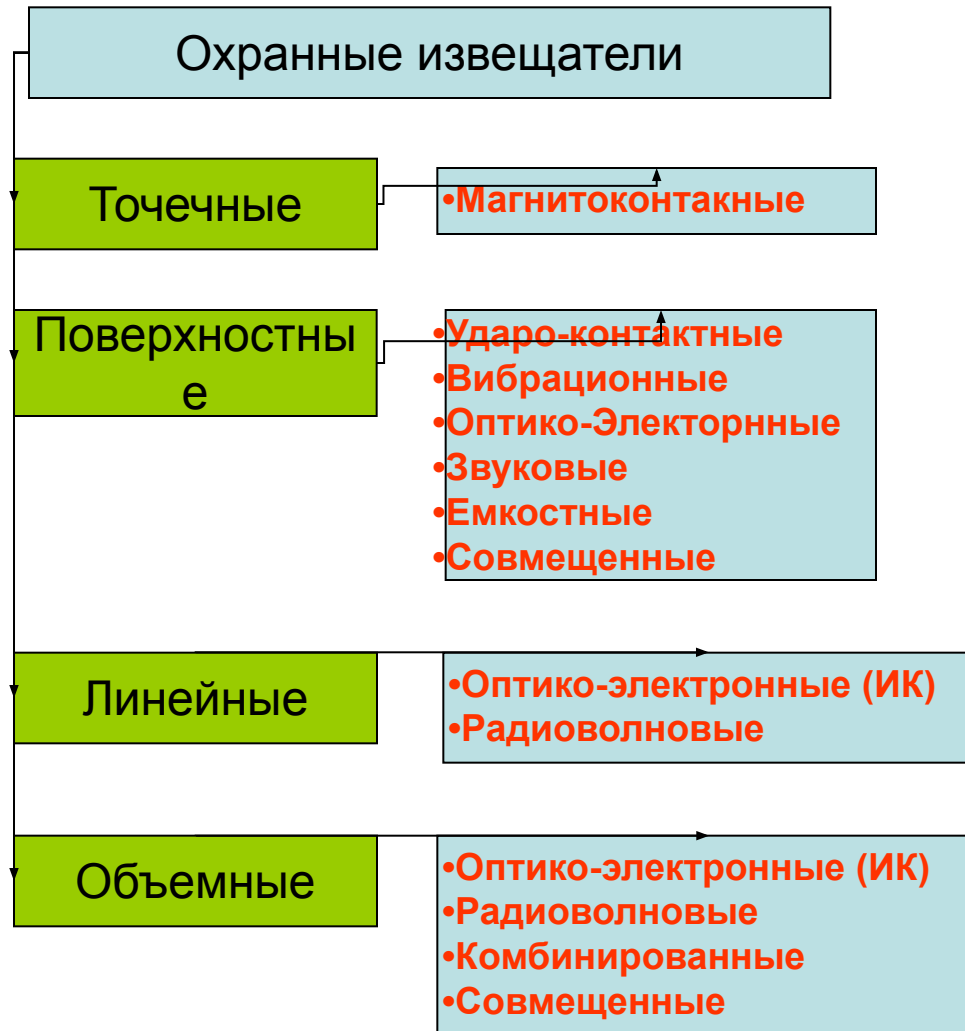 Охранные извещатели
Точечные
•Магнитоконтакные
Поверхностны
е
•Ударо-контактные
•Вибрационные
•Оптико-Электорнные
•Звуковые
•Емкостные
•Совмещенные
Линейные
•Оптико-электронные (ИК)
•Радиоволновые
Объемные
•Оптико-электронные (ИК)
•Радиоволновые
•Комбинированные
•Совмещенные